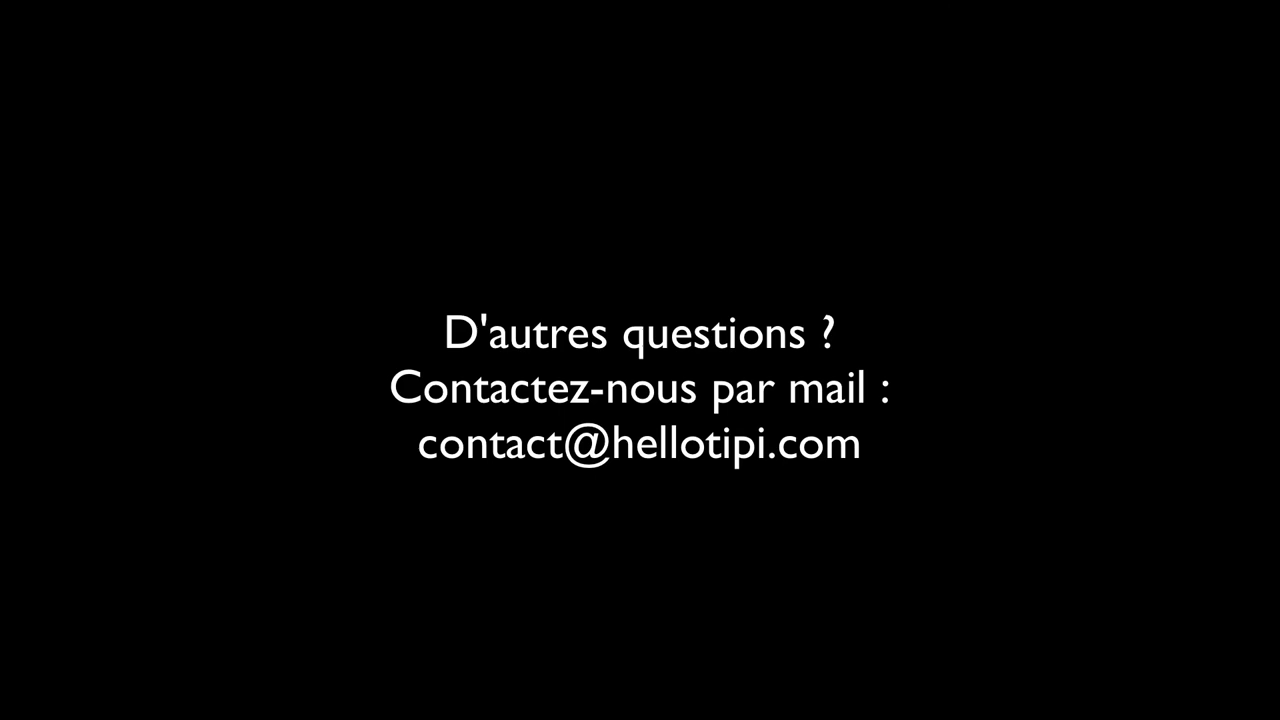 D'autres questions ?
Contactez-nous par mail :
contact@hellotipi.com